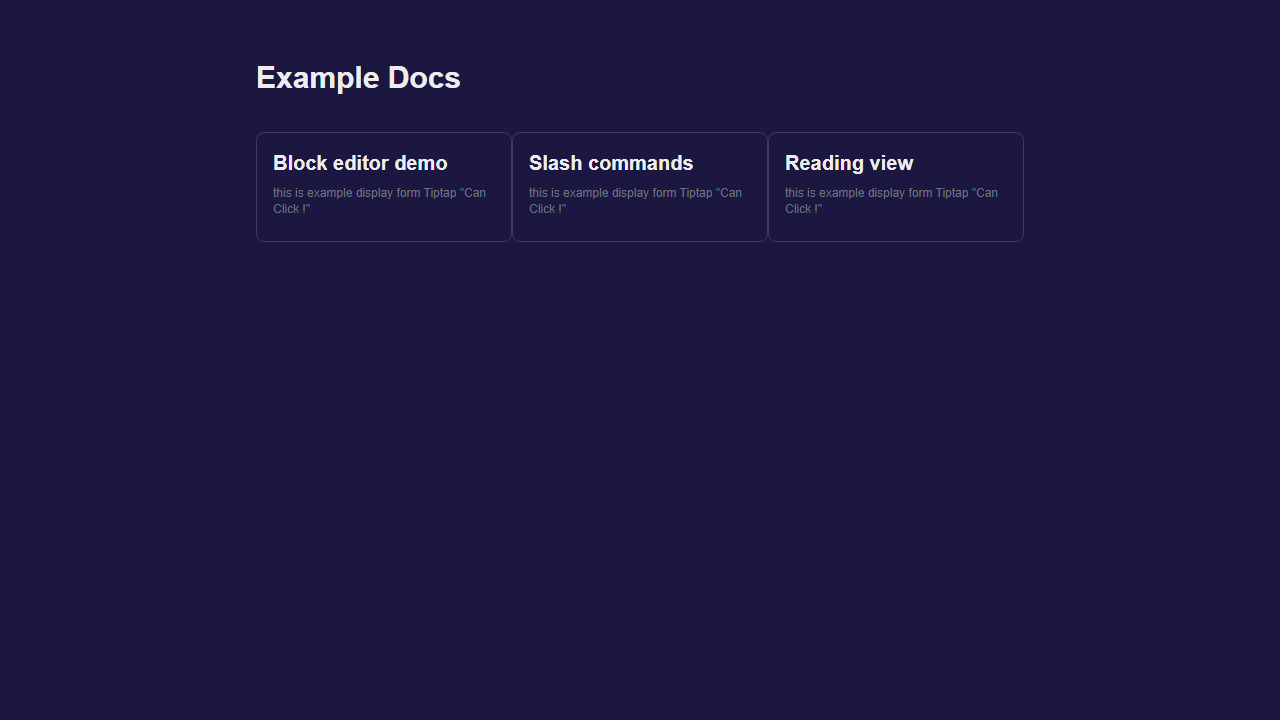 Example Docs
Block editor demo
this is example display form Tiptap "Can
Click !"
Slash commands
this is example display form Tiptap "Can
Click !"
Reading view
this is example display form Tiptap "Can
Click !"